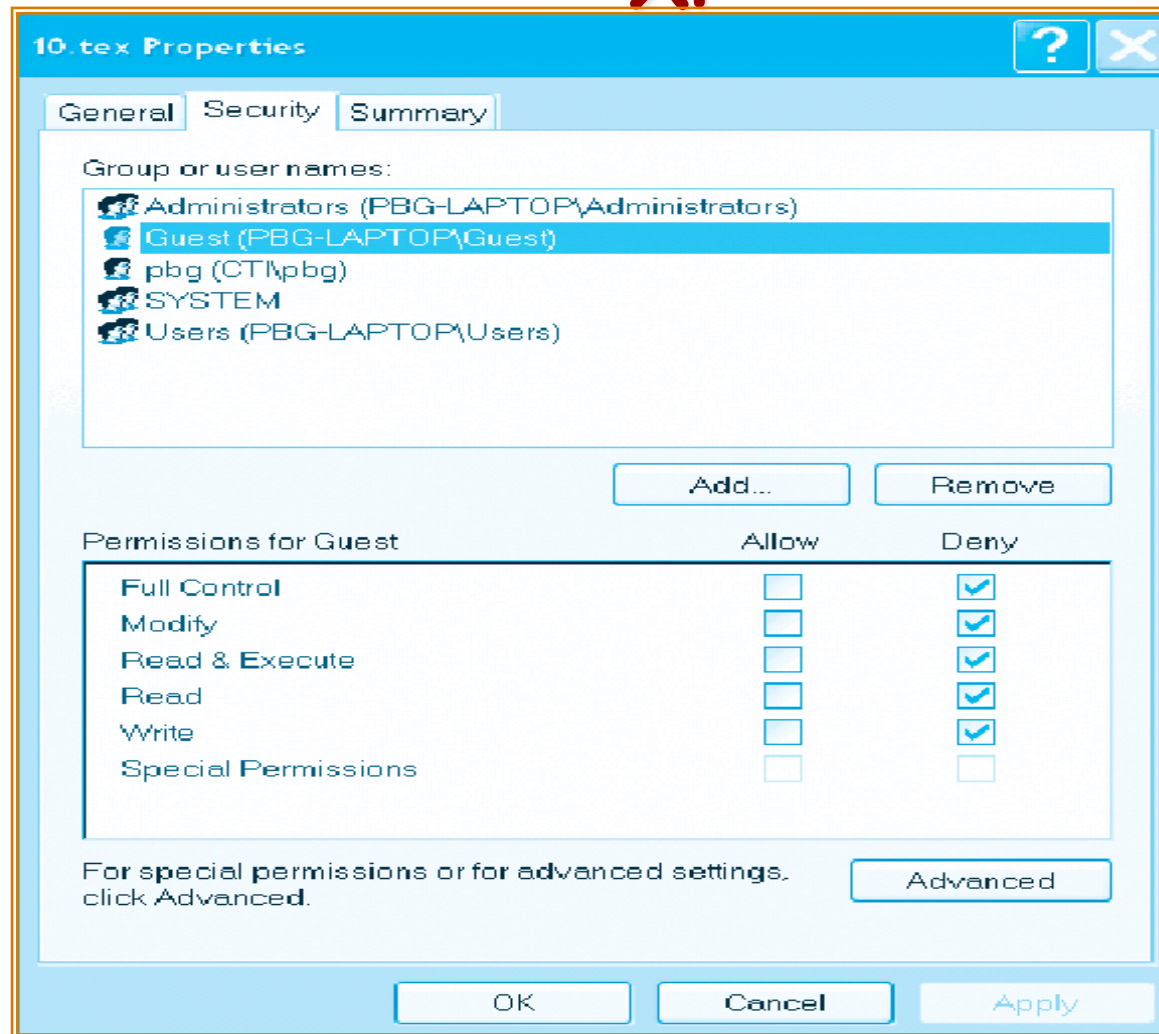 10.tex Properties
General Security Summary
Group or user names:
Administrators (PBG-LAPTOP\Administrators)
Guest (PBG-LAPTOP\Guest)
pbg (CTI\pbg)
SYSTEM
Users (PBG-LAPTOP\Users)
Add... Remove
Permissions for Guest Allow Deny
Full Control
Modify
Read & Execute
Read
Write
Special Permissions
For special permissions or for advanced settings,
click Advanced.
Advanced
OK Cancel Apply